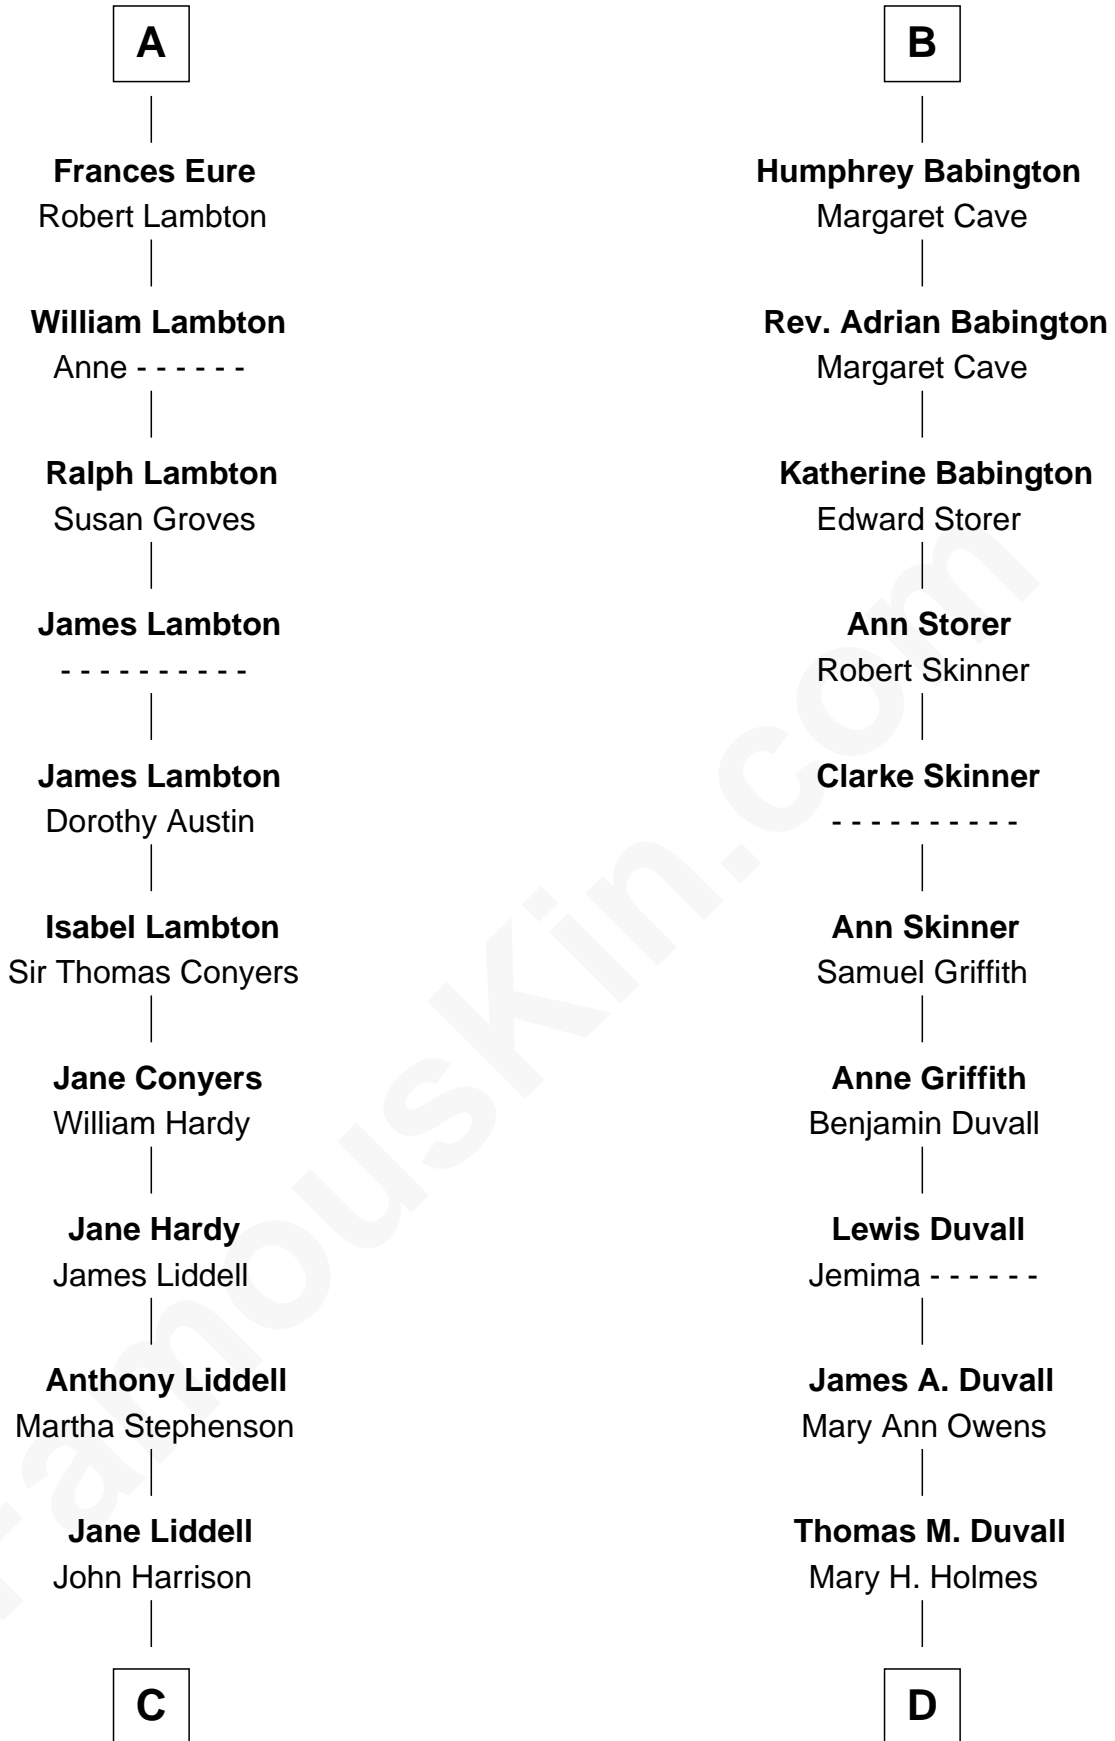 A
Frances Eure
Robert Lambton
William Lambton
Anne - - - - - -
Ralph Lambton
Susan Groves
James Lambton
- - - - - - - - - -
James Lambton
Dorothy Austin
Isabel Lambton
Sir Thomas Conyers
Jane Conyers
William Hardy
Jane Hardy
James Liddell
Anthony Liddell
Martha Stephenson
Jane Liddell
John Harrison
C
B
Humphrey Babington
Margaret Cave
Rev. Adrian Babington
Margaret Cave
Katherine Babington
Edward Storer
Ann Storer
Robert Skinner
Clarke Skinner
- - - - - - - - - -
Ann Skinner
Samuel Griffith
Anne Griffith
Benjamin Duvall
Lewis Duvall
Jemima - - - - - -
James A. Duvall
Mary Ann Owens
Thomas M. Duvall
Mary H. Holmes
D
FamousKin.com